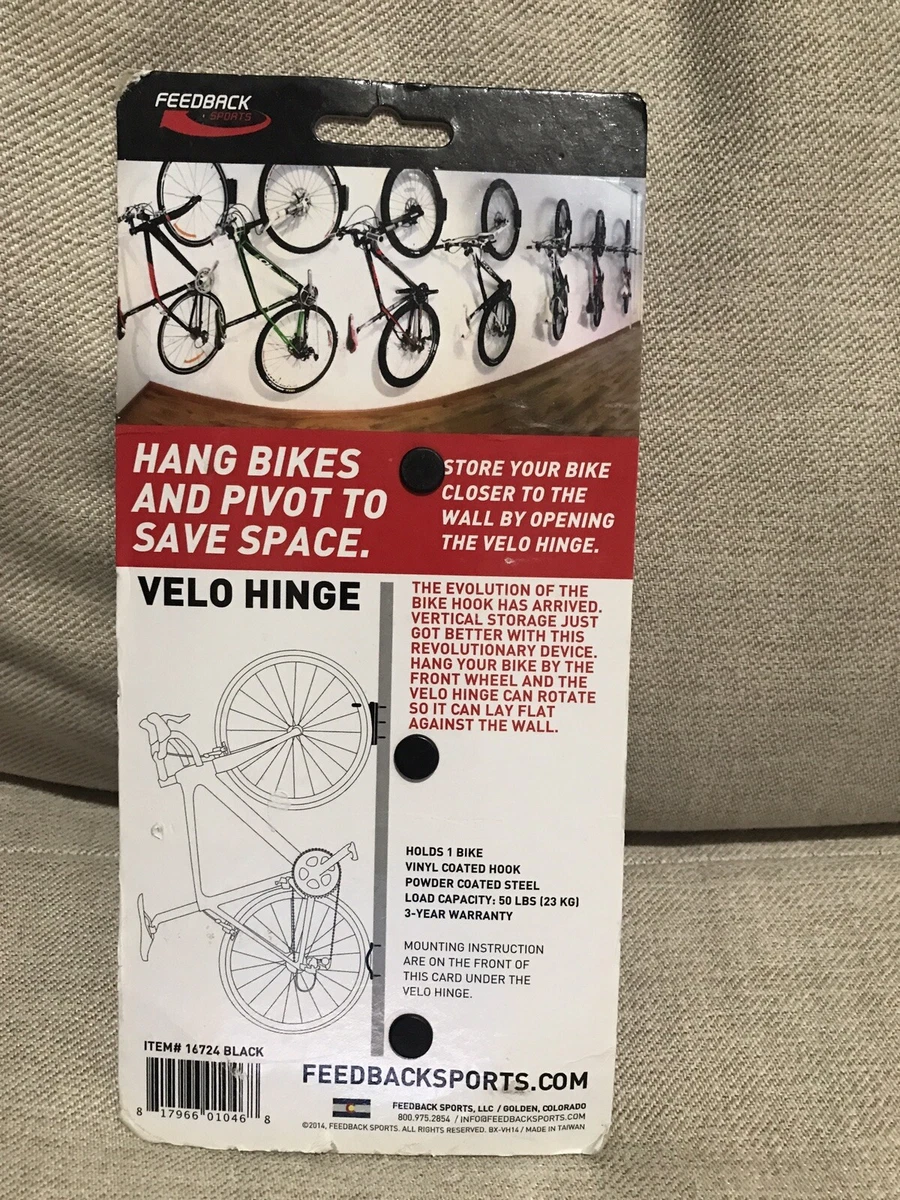 FEEDBACK
SPORTS
HANG BIKES
AND PIVOT TO
SAVE SPACE.
STORE YOUR BIKE
CLOSER TO THE
WALL BY OPENING
THE VELO HINGE.
VELO HINGE
THE EVOLUTION OF THE
BIKE HOOK HAS ARRIVED.
VERTICAL STORAGE JUST
GOT BETTER WITH THIS
REVOLUTIONARY DEVICE.
HANG YOUR BIKE BY THE
FRONT WHEEL AND THE
VELO HINGE CAN ROTATE
SO IT CAN LAY FLAT
AGAINST THE WALL.
HOLDS 1 BIKE
VINYL COATED HOOK
POWDER COATED STEEL
LOAD CAPACITY: 50 LBS (23 KG)
3-YEAR WARRANTY
MOUNTING INSTRUCTION
ARE ON THE FRONT OF
THIS CARD UNDER THE
VELO HINGE.
ITEM# 16724 BLACK
8 17966 01046 8
FEEDBACKSPORTS.COM
FEEDBACK SPORTS, LLC / GOLDEN, COLORADO
800.975.2854 / INFO@FEEDBACKSPORTS.COM
©2014, FEEDBACK SPORTS. ALL RIGHTS RESERVED. BX-VH14 / MADE IN TAIWAN